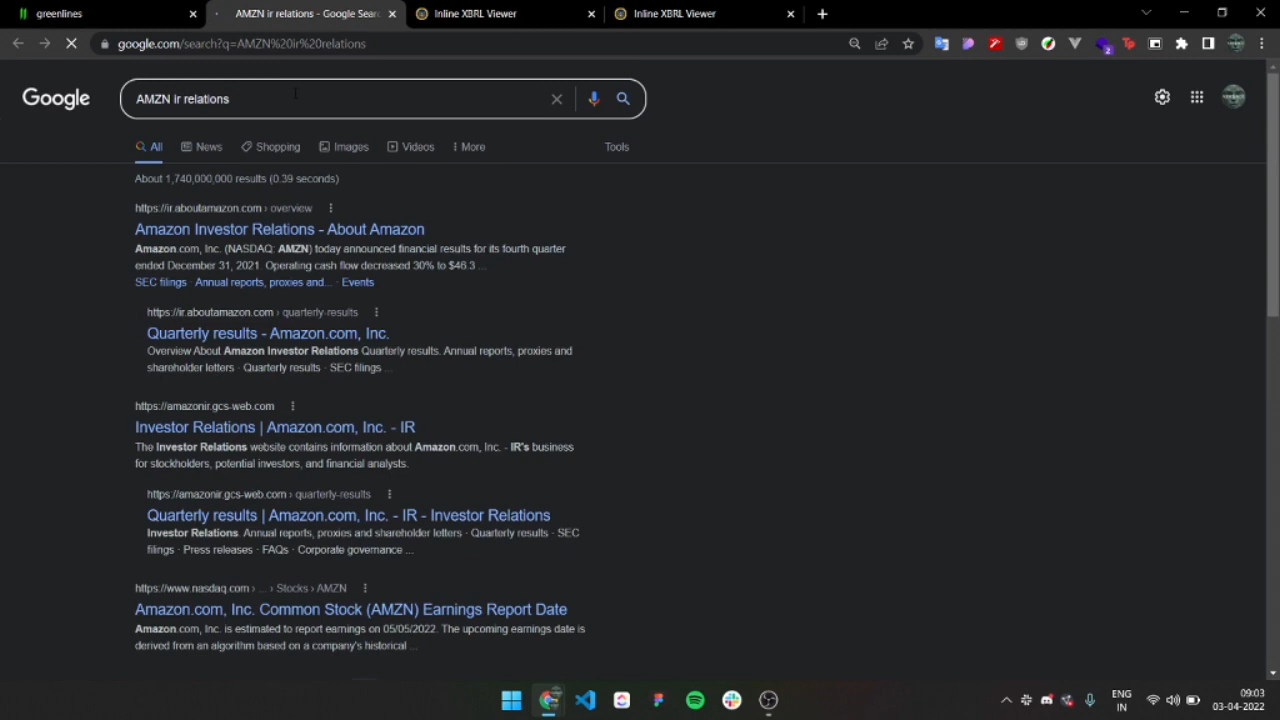 greenlines
AMZN ir relations - Google Sear
Inline XBRL Viewer
Inline XBRL Viewer
google.com/search?q=AMZN%20ir%20relations
2
Google
AMZN ir relations
All
News
Shopping
Images
Videos
More
Tools
About 1,740,000,000 results (0.39 seconds)
https://ir.aboutamazon.com › overview
Amazon Investor Relations - About Amazon
Amazon.com, Inc. (NASDAQ: AMZN) today announced financial results for its fourth quarter
ended December 31, 2021. Operating cash flow decreased 30% to $46.3 ...
SEC filings · Annual reports, proxies and... · Events
https://ir.aboutamazon.com › quarterly-results
Quarterly results - Amazon.com, Inc.
Overview About Amazon Investor Relations Quarterly results. Annual reports, proxies and
shareholder letters · Quarterly results · SEC filings ...
https://amazonir.gcs-web.com
Investor Relations | Amazon.com, Inc. - IR
The Investor Relations website contains information about Amazon.com, Inc. - IR's business
for stockholders, potential investors, and financial analysts.
https://amazonir.gcs-web.com › quarterly-results
Quarterly results | Amazon.com, Inc. - IR - Investor Relations
Investor Relations. Annual reports, proxies and shareholder letters · Quarterly results · SEC
filings · Press releases · FAQs · Corporate governance ...
https://www.nasdaq.com › ... › Stocks › AMZN
Amazon.com, Inc. Common Stock (AMZN) Earnings Report Date
Amazon.com, Inc. is estimated to report earnings on 05/05/2022. The upcoming earnings date is
derived from an algorithm based on a company's historical ...
ENG
IN
09:03
03-04-2022